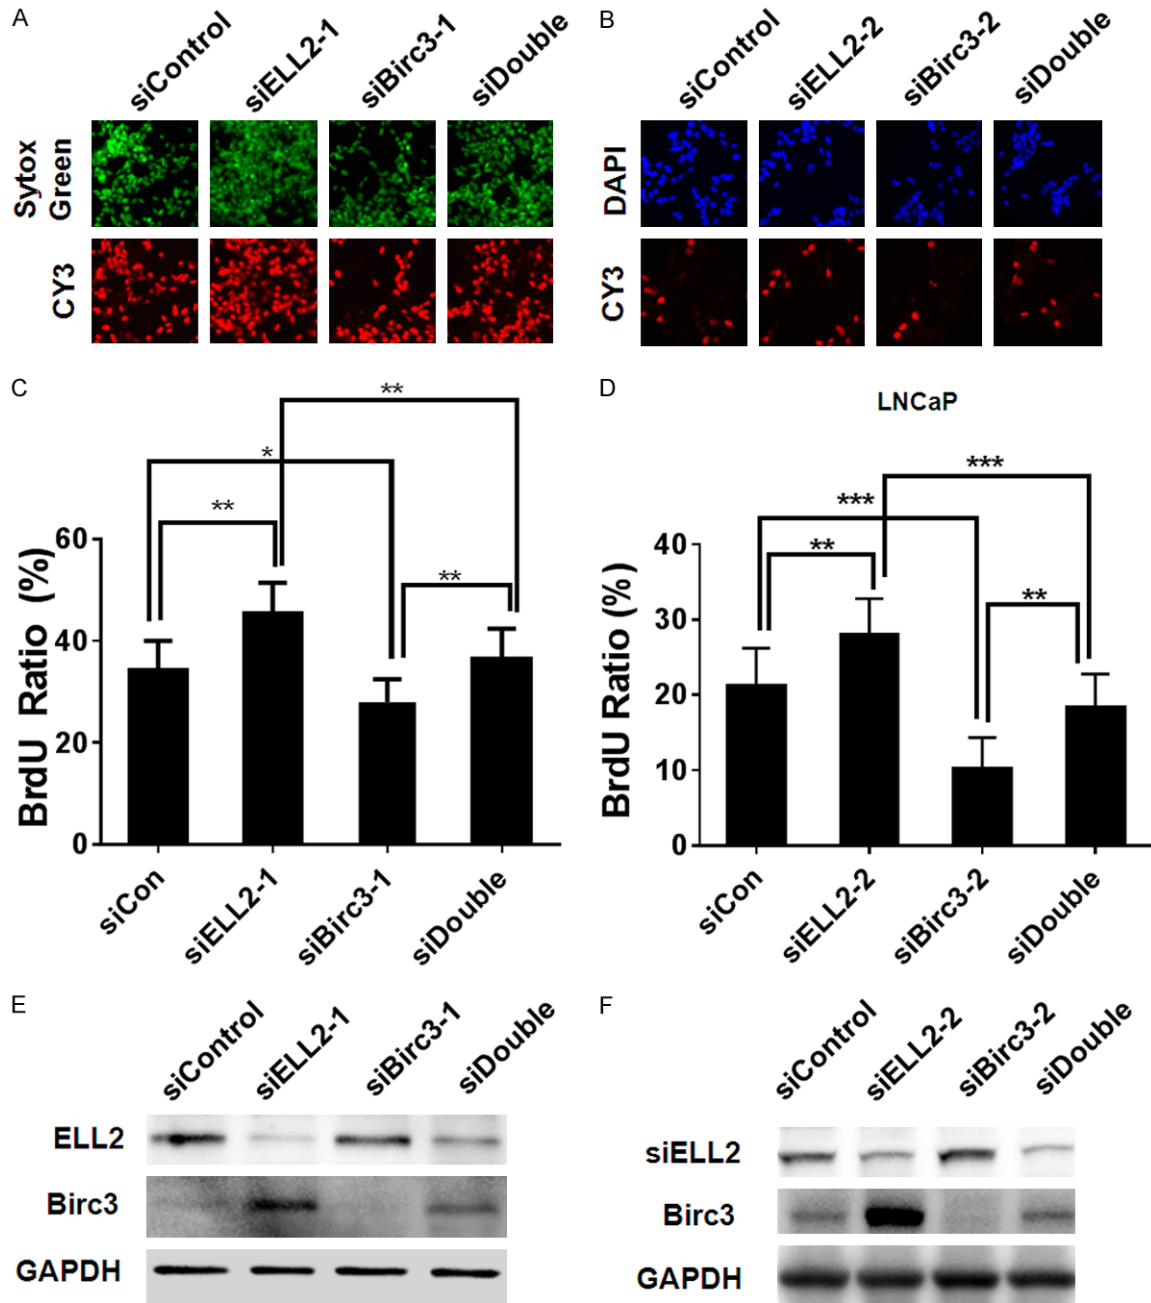 A
siControl
siELL2-1
siBirc3-1
siDouble
Sytox
Green
CY3
B
siControl
siELL2-2
siBirc3-2
siDouble
DAPI
CY3
C
**
*
**
**
BrdU Ratio (%)
60
40
20
0
siCon
siELL2-1
siBirc3-1
siDouble
D
LNCaP
***
***
**
**
BrdU Ratio (%)
40
30
20
10
0
siCon
siELL2-2
siBirc3-2
siDouble
E
siControl
siELL2-1
siBirc3-1
siDouble
ELL2
Birc3
GAPDH
F
siControl
siELL2-2
siBirc3-2
siDouble
siELL2
Birc3
GAPDH